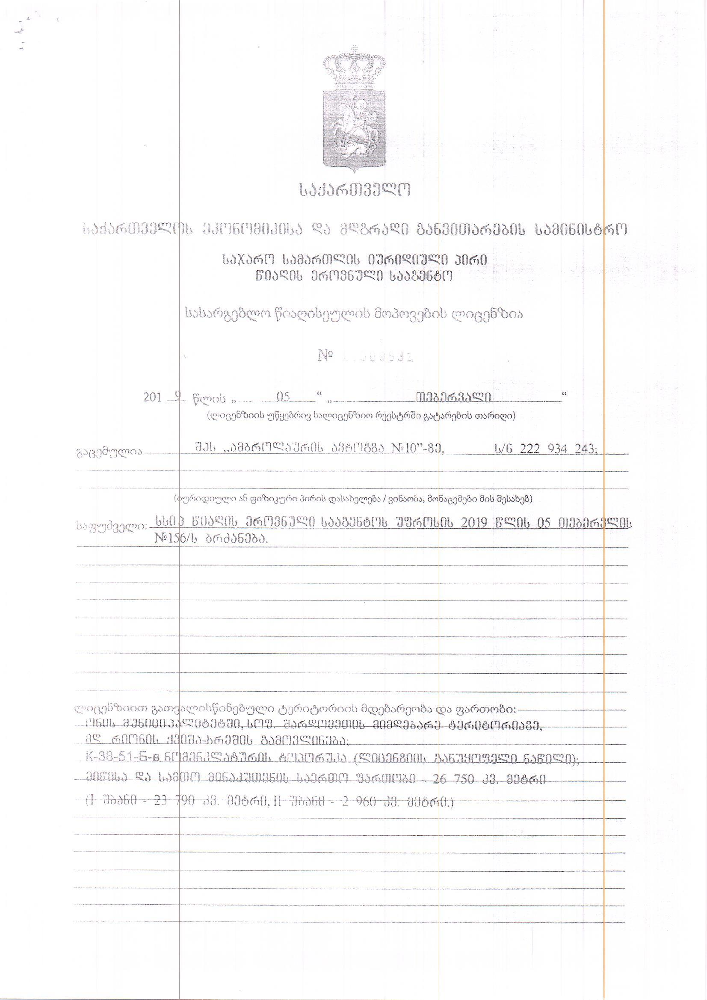 საქართველო
საქართველოს ეკონომიკისა და მდგრადი განვითარების სამინისტრო
საჯარო სამართლის იურიდიული პირი
წიაღის ეროვნული სააგენტო
სასარგებლო წიაღისეულის მოპოვების ლიცენზია
№
201 9 წლის „ 05 “ „ თებერვალი “
(ლიცენზიის უწყებრივ სალიცენზიო რეესტრში გატარების თარიღი)
გაცემულია შპს „ამბროლაურის ავტოგზა №10”-ზე, ს/ნ 222 934 243;
(იურიდიული ან ფიზიკური პირის დასახელება / ვინაობა, მონაცემები მის შესახებ)
საფუძველი: სსიპ წიაღის ეროვნული სააგენტოს უფროსის 2019 წლის 05 თებერვლის
№156/ს ბრძანება.
ლიცენზიით გათვალისწინებული ტერიტორიის მდებარეობა და ფართობი:
ონის მუნიციპალიტეტში, სოფ. შარდომეთის მიმდებარე ტერიტორიაზე,
მდ. რიონის ქვიშა-ხრეშის გამოვლინება;
K-38-51-Б-в ნომენკლატურის ტოპორუკა (ლიცენზიის განუყოფელი ნაწილი);
მიწისა და სამთო მინაკუთვნის საერთო ფართობი - 26 750 კვ. მეტრი
(I უბანი - 23 790 კვ. მეტრი, II უბანი - 2 960 კვ. მეტრი.)